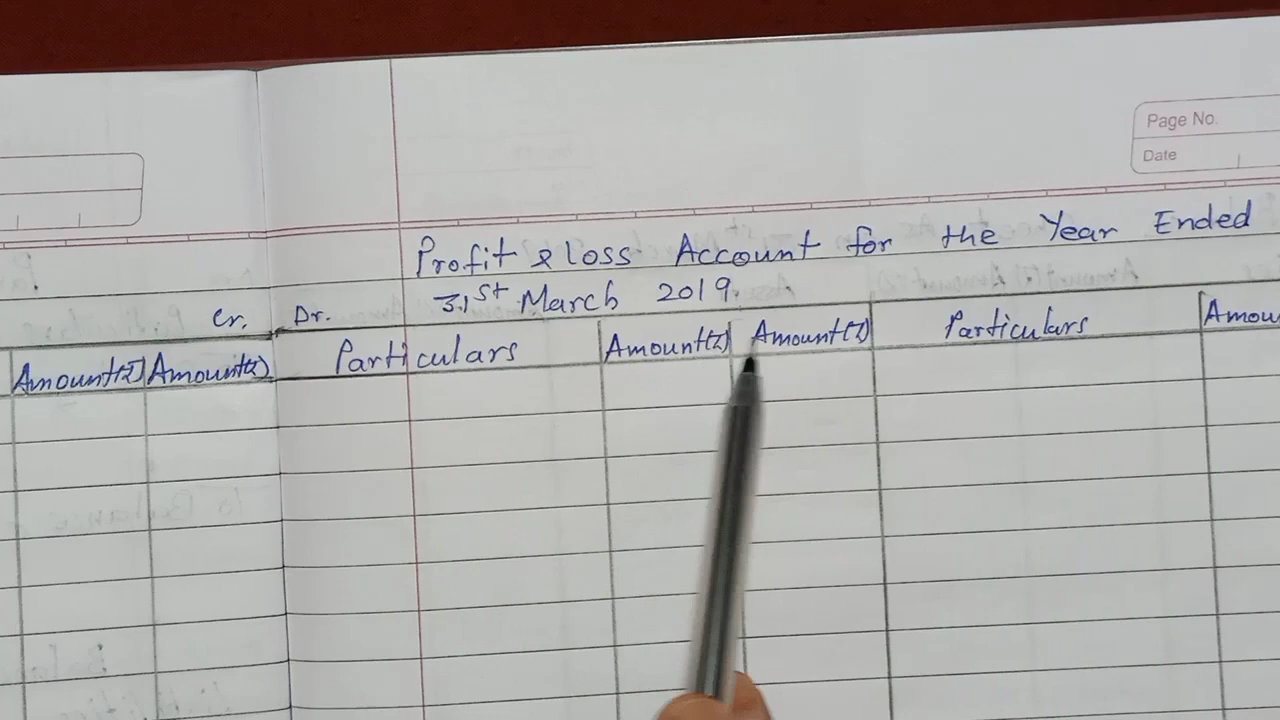 Page No.
Date
Profit & loss Account for the Year Ended
31st March 2019.
Cr. Dr.
Amount(₹) Amount(₹) Particulars Amount(₹) Amount(₹) Particulars Amou